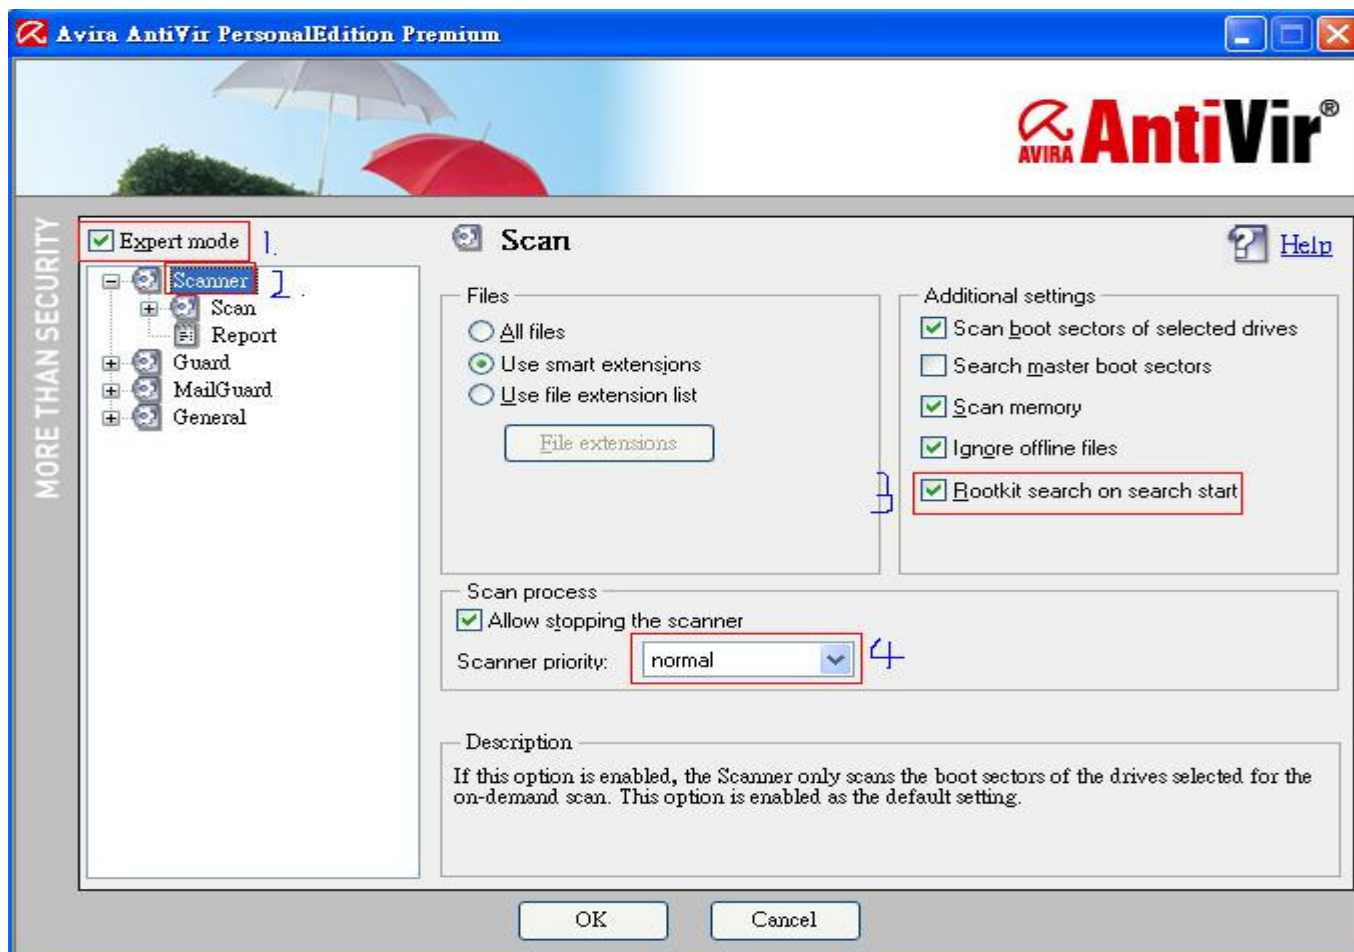 Avira AntiVir PersonalEdition Premium
AVIRA AntiVir®
MORE THAN SECURITY
Expert mode 1.
Scanner 2.
Scan
Report
Guard
MailGuard
General
Scan
Help
Files
All files
Use smart extensions
Use file extension list
File extensions
Additional settings
Scan boot sectors of selected drives
Search master boot sectors
Scan memory
Ignore offline files
3 Rootkit search on search start
Scan process
Allow stopping the scanner
Scanner priority: normal 4
Description
If this option is enabled, the Scanner only scans the boot sectors of the drives selected for the
on-demand scan. This option is enabled as the default setting.
OK Cancel